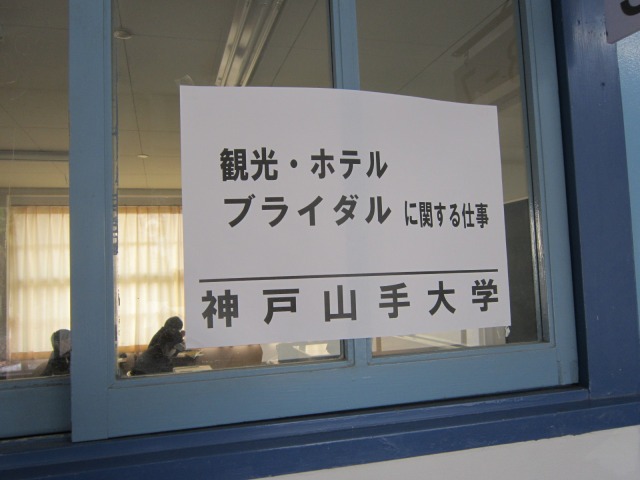 観光・ホテル
ブライダル に関する仕事
神戸山手大学